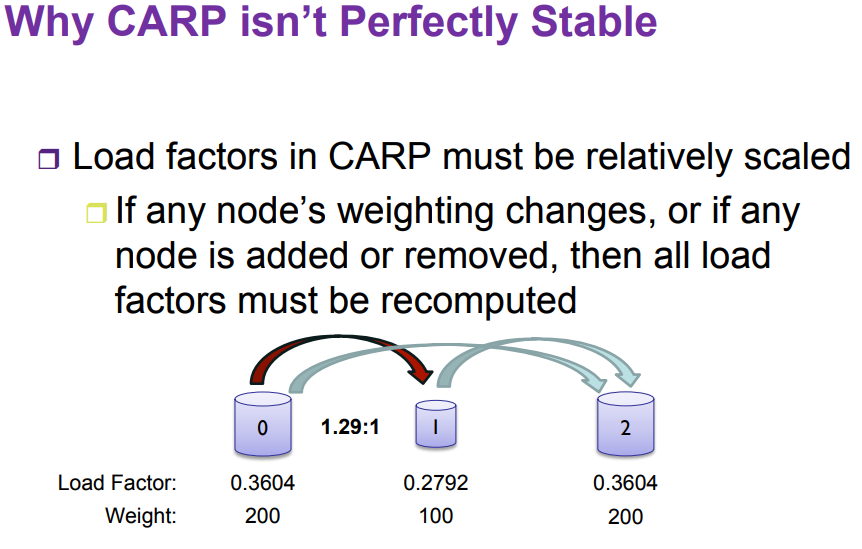 Why CARP isn’t Perfectly Stable
Load factors in CARP must be relatively scaled
If any node’s weighting changes, or if any
node is added or removed, then all load
factors must be recomputed
0 1.29:1 1 2
Load Factor: 0.3604 0.2792 0.3604
Weight: 200 100 200